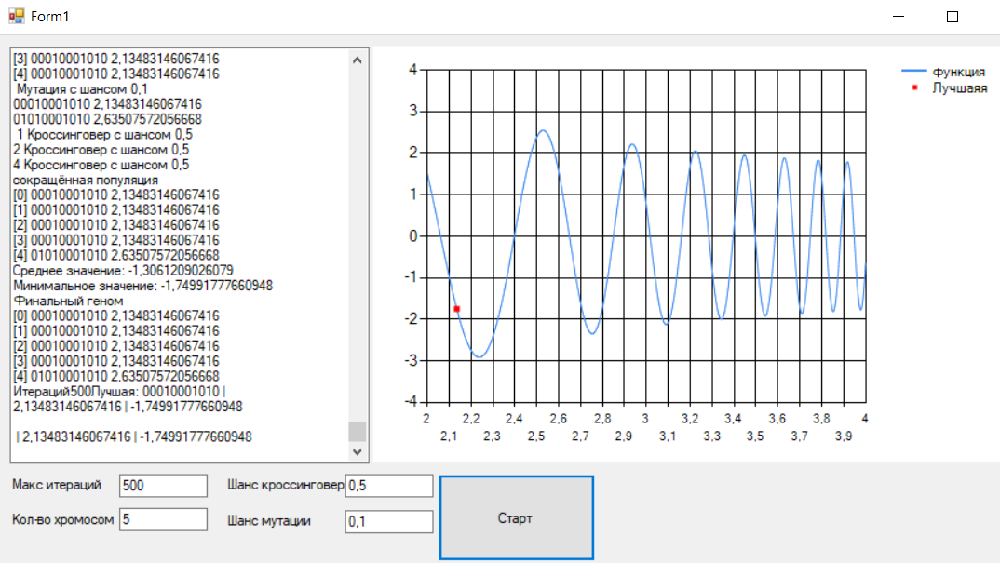 Form1
[3] 00010001010 2,13483146067416
[4] 00010001010 2,13483146067416
Мутация с шансом 0,1
00010001010 2,13483146067416
01010001010 2,63507572056668
1 Кроссинговер с шансом 0,5
2 Кроссинговер с шансом 0,5
4 Кроссинговер с шансом 0,5
сокращённая популяция
[0] 00010001010 2,13483146067416
[1] 00010001010 2,13483146067416
[2] 00010001010 2,13483146067416
[3] 00010001010 2,13483146067416
[4] 01010001010 2,63507572056668
Среднее значение: -1,3061209026079
Минимальное значение: -1,74991777660948
Финальный геном
[0] 00010001010 2,13483146067416
[1] 00010001010 2,13483146067416
[2] 00010001010 2,13483146067416
[3] 00010001010 2,13483146067416
[4] 01010001010 2,63507572056668
Итераций500Лучшая: 00010001010 |
2,13483146067416 | -1,74991777660948
| 2,13483146067416 | -1,74991777660948
4
3
2
1
0
-1
-2
-3
-4
2 2,2 2,4 2,6 2,8 3 3,2 3,4 3,6 3,8 4
2,1 2,3 2,5 2,7 2,9 3,1 3,3 3,5 3,7 3,9
функция
Лучшаяя
Макс итераций 500 Шанс кроссинговер 0,5
Кол-во хромосом 5 Шанс мутации 0,1
Старт